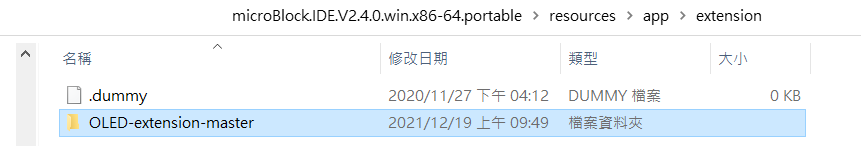 microBlock.IDE.V2.4.0.win.x86-64.portable > resources > app > extension
名稱 修改日期 類型 大小
.dummy 2020/11/27 下午 04:12 DUMMY 檔案 0 KB
OLED-extension-master 2021/12/19 上午 09:49 檔案資料夾